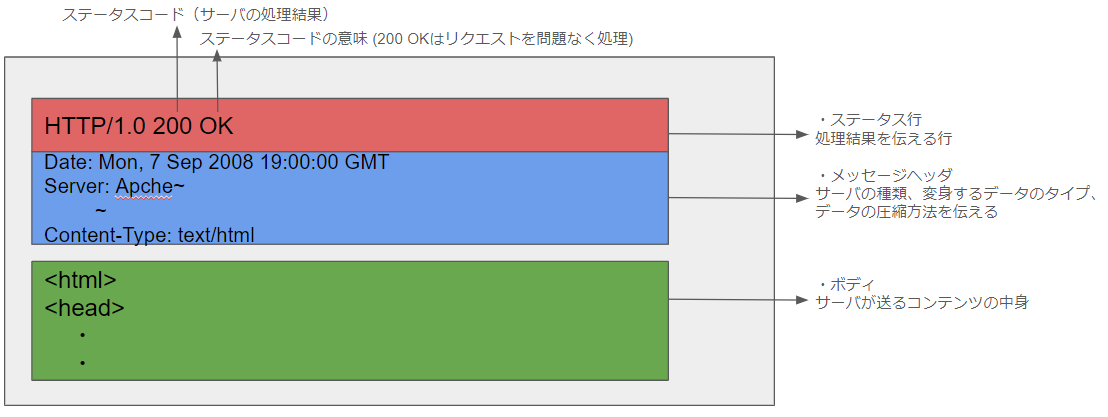 ステータスコード（サーバの処理結果）
ステータスコードの意味 (200 OKはリクエストを問題なく処理)
HTTP/1.0 200 OK
Date: Mon, 7 Sep 2008 19:00:00 GMT
Server: Apche~
~
Content-Type: text/html
<html>
<head>
・
・
・ステータス行
処理結果を伝える行
・メッセージヘッダ
サーバの種類、変身するデータのタイプ、
データの圧縮方法を伝える
・ボディ
サーバが送るコンテンツの中身